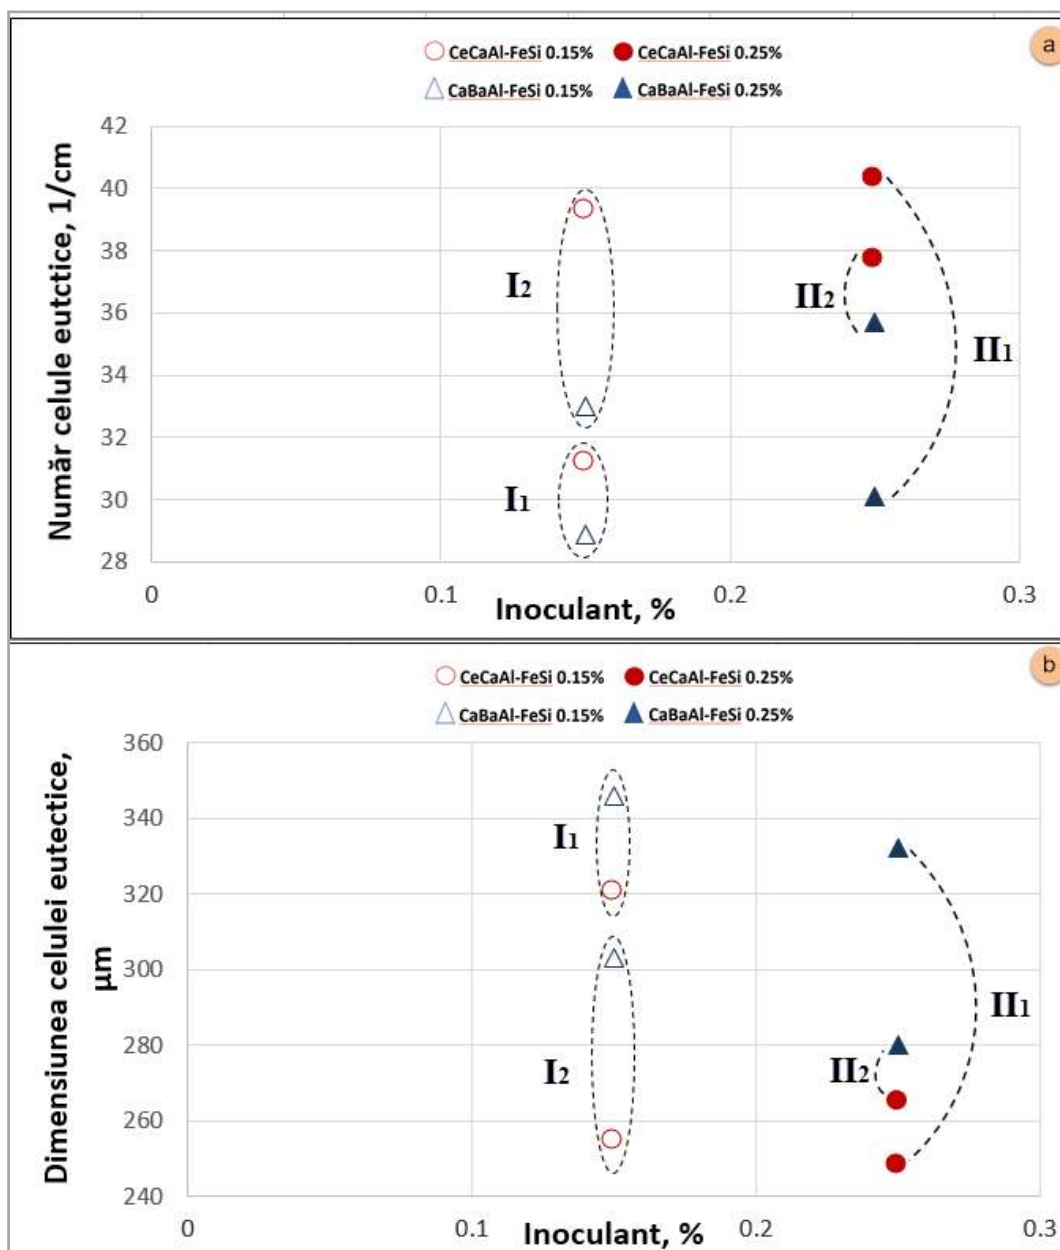 a
CeCaAl-FeSi 0.15% CeCaAl-FeSi 0.25%
CaBaAl-FeSi 0.15% CaBaAl-FeSi 0.25%
Număr celule eutctice, 1/cm
42
40
38
36
34
32
30
28
I2
I1
II2
II1
0 0.1 0.2 0.3
Inoculant, %
b
CeCaAl-FeSi 0.15% CeCaAl-FeSi 0.25%
CaBaAl-FeSi 0.15% CaBaAl-FeSi 0.25%
Dimensiunea celulei eutectice,
µm
360
340
320
300
280
260
240
I1
I2
II1
II2
0 0.1 0.2 0.3
Inoculant, %